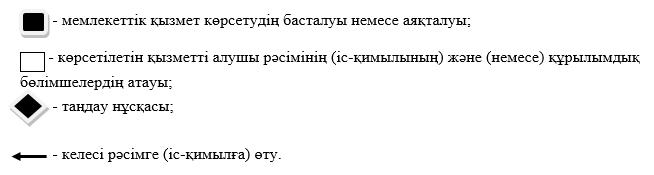 - мемлекеттік қызмет көрсетудің басталуы немесе аяқталуы;
- көрсетілетін қызметті алушы рәсімінің (іс-қимылының) және (немесе) құрылымдық
бөлімшелердің атауы;
- таңдау нұсқасы;
- келесі рәсімге (іс-қимылға) өту.